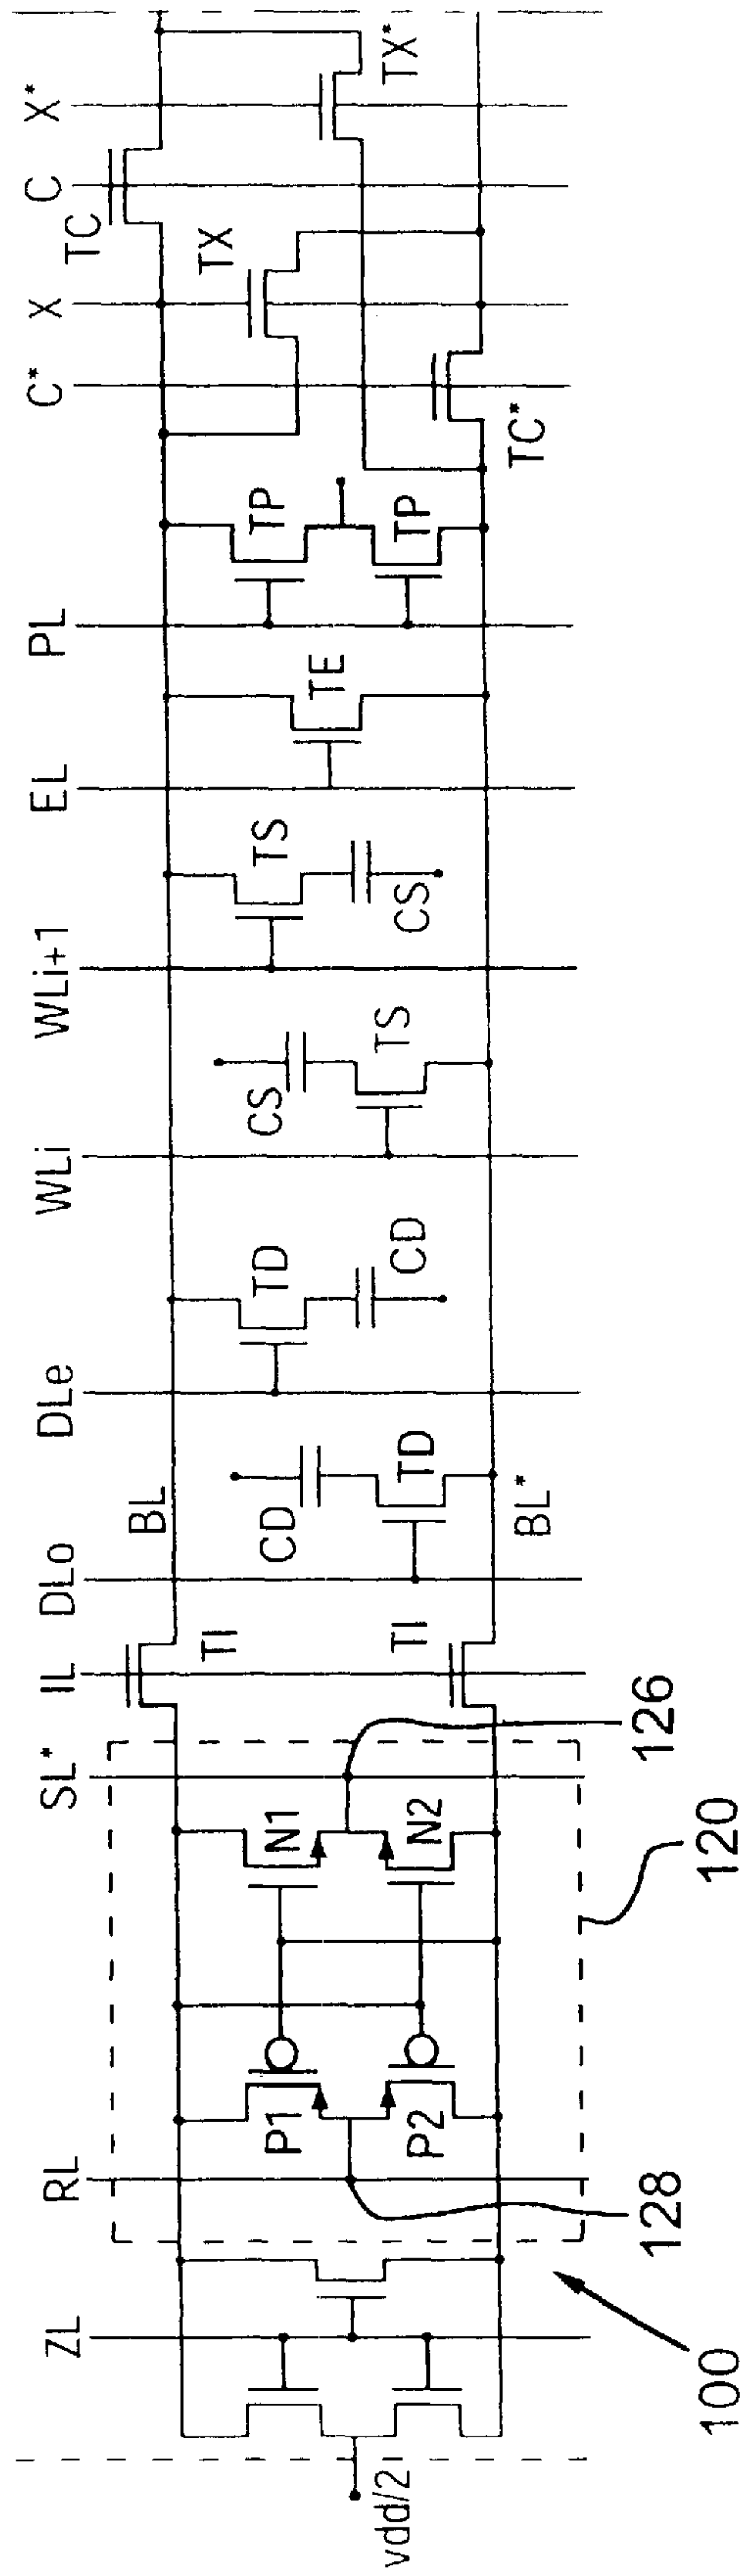 vdd/2
ZL
RL
SL*
IL
DLo
DLe
WLi
WLi+1
EL
PL
C*
X
C
X*
BL
TC
TX
TX*
P1
N1
TI
TD
CD
TS
CS
TE
TP
P2
N2
TI
CD
TD
CS
TS
TP
TC*
BL*
100
128
120
126